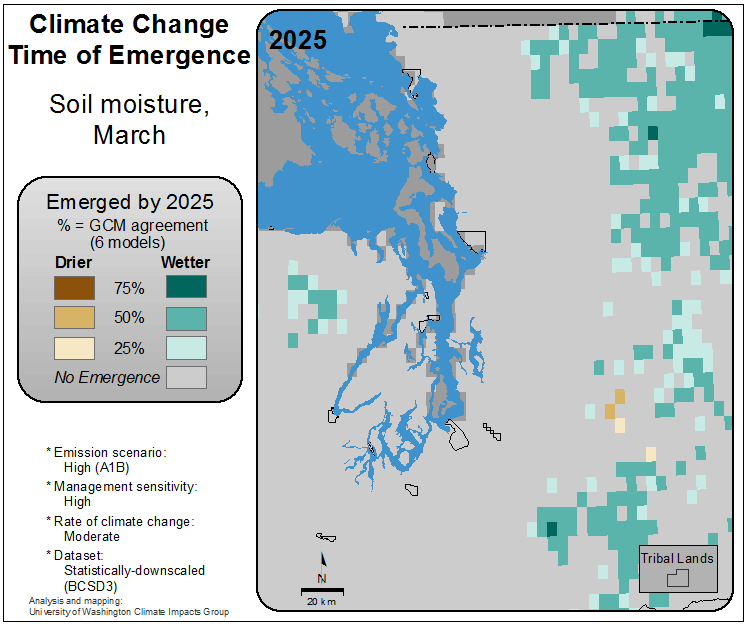 Climate Change
Time of Emergence
Soil moisture,
March
Emerged by 2025
% = GCM agreement
(6 models)
Drier Wetter
75%
50%
25%
No Emergence
* Emission scenario:
High (A1B)
* Management sensitivity:
High
* Rate of climate change:
Moderate
* Dataset:
Statistically-downscaled
(BCSD3)
Analysis and mapping:
University of Washington Climate Impacts Group
2025
N
20 km
Tribal Lands